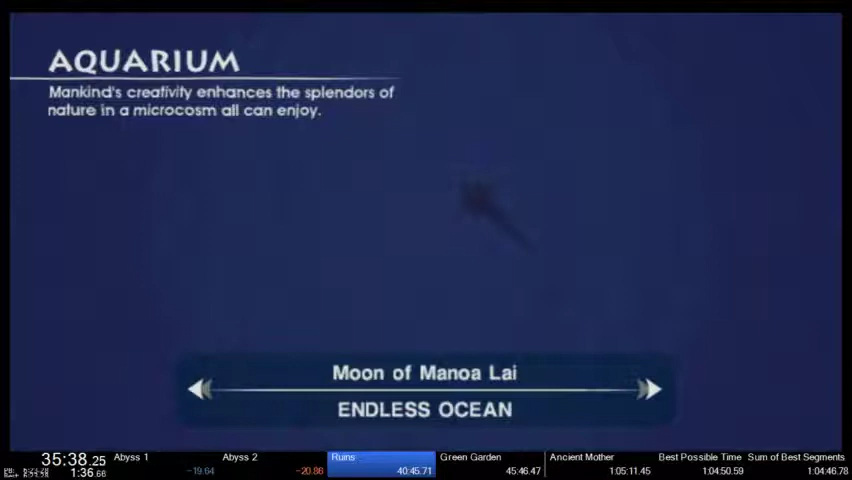 AQUARIUM
Mankind's creativity enhances the splendors of
nature in a microcosm all can enjoy.
Moon of Manoa Lai
ENDLESS OCEAN
35:38.25 Abyss 1 Abyss 2 Ruins Green Garden Ancient Mother Best Possible Time Sum of Best Segments
1:36.66 -19.64 -20.86 40:45.71 45:46.47 1:05:11.45 1:04:50.59 1:04:46.78